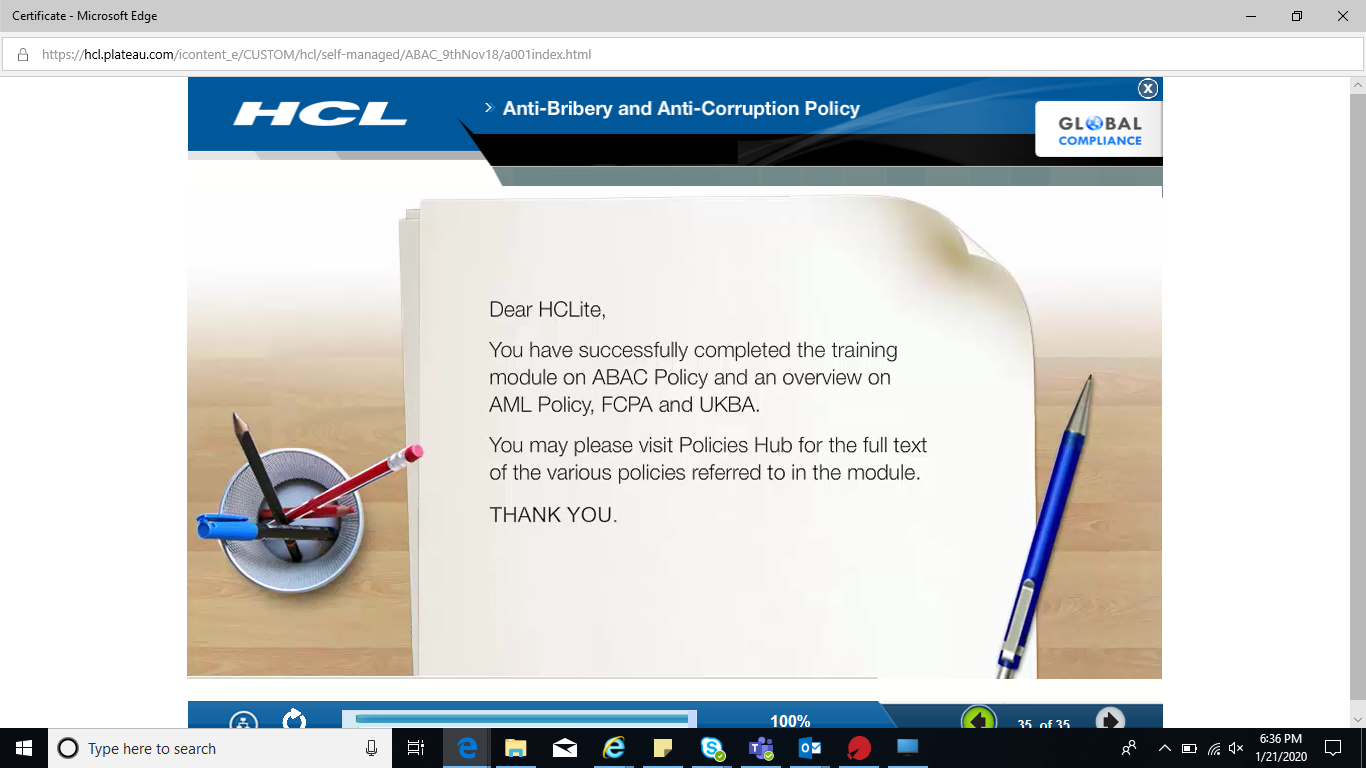 Certificate - Microsoft Edge
https://hcl.plateau.com/icontent_e/CUSTOM/hcl/self-managed/ABAC_9thNov18/a001index.html
HCL
> Anti-Bribery and Anti-Corruption Policy
X
GLOBAL
COMPLIANCE
Dear HCLite,
You have successfully completed the training
module on ABAC Policy and an overview on
AML Policy, FCPA and UKBA.
You may please visit Policies Hub for the full text
of the various policies referred to in the module.
THANK YOU.
100%
35 of 35
Type here to search
6:36 PM
1/21/2020